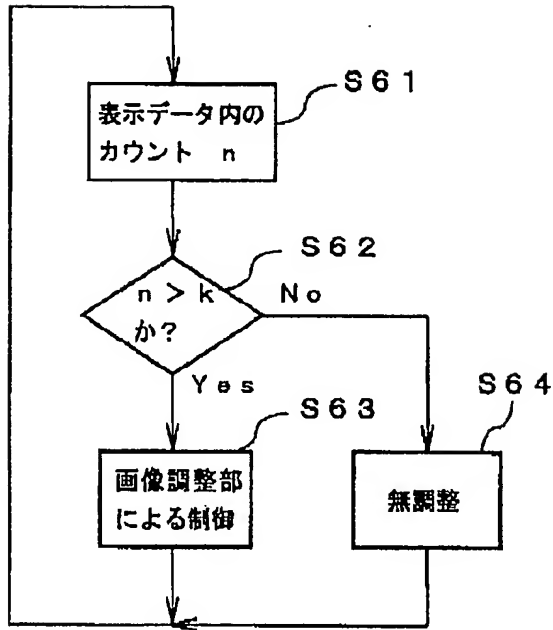 S61
表示データ内の
カウント n
S62
n > k
か?
No
Yes
S63
S64
画像調整部
による制御
無調整